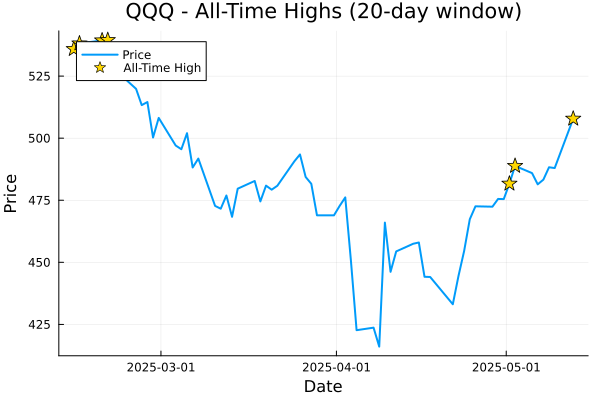 QQQ - All-Time Highs (20-day window)
Price
All-Time High
525
500
475
450
425
Price
2025-03-01
2025-04-01
2025-05-01
Date